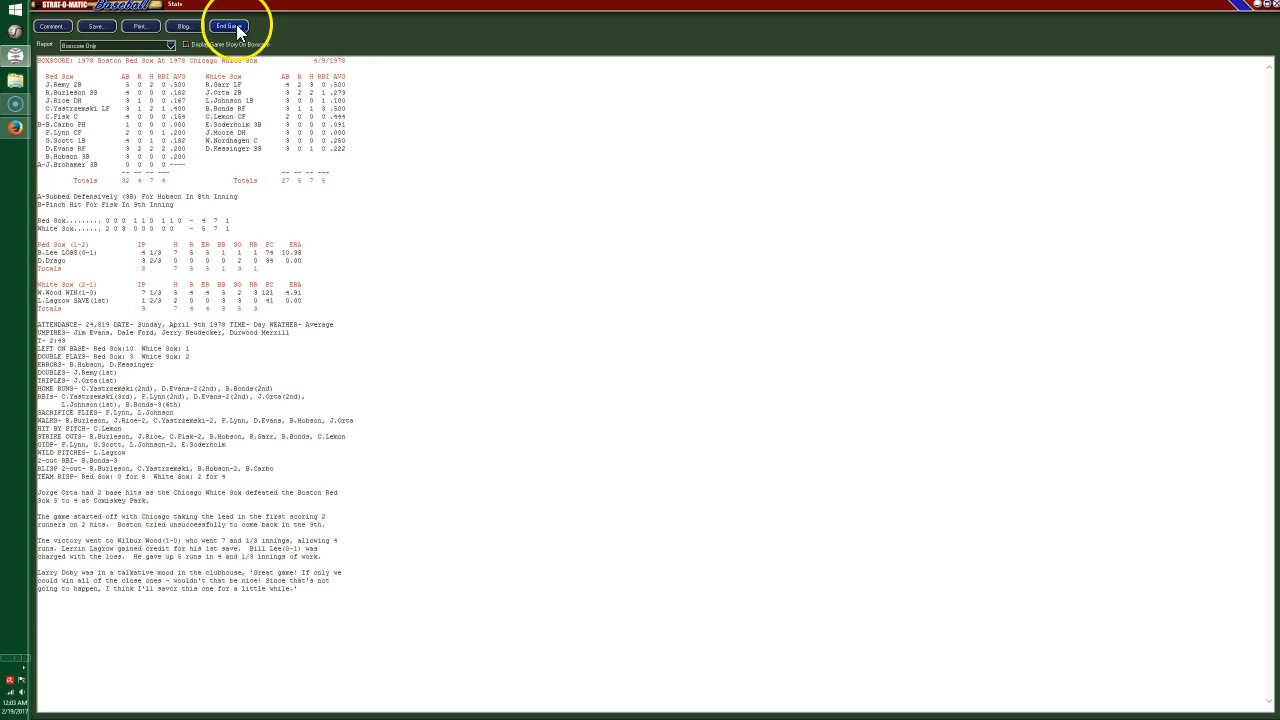 STRAT-O-MATIC Baseball Stats
Comment... Save... Print... Blog... End Game
Report Boxscore Only Display Game Story On Boxscore
BOXSCORE: 1978 Boston Red Sox At 1978 Chicago White Sox 4/9/1978
Red Sox AB R H RBI AVG White Sox AB R H RBI AVG
J.Remy 2B 5 0 2 0 .500 R.Garr LF 4 2 3 0 .500
R.Burleson SS 4 0 0 0 .182 J.Orta 2B 3 2 2 1 .273
J.Rice DH 3 1 0 0 .167 L.Johnson 1B 3 0 0 1 .100
C.Yastrzemski LF 3 1 2 1 .400 B.Bonds RF 3 1 1 3 .500
C.Fisk C 4 0 0 0 .154 C.Lemon CF 2 0 0 0 .444
B-B.Carbo PH 1 0 0 0 .000 E.Soderholm 3B 3 0 0 0 .091
F.Lynn CF 2 0 0 1 .200 J.Moore DH 3 0 0 0 .000
G.Scott 1B 4 0 1 0 .182 W.Nordhagen C 3 0 0 0 .250
D.Evans RF 3 2 2 2 .200 D.Kessinger SS 3 0 1 0 .222
B.Hobson 3B 3 0 0 0 .200
A-J.Brohamer 3B 0 0 0 0 ----
-- -- -- --- -- -- -- ---
Totals 32 4 7 4 Totals 27 5 7 5
A-Subbed Defensively (3B) For Hobson In 8th Inning
B-Pinch Hit For Fisk In 9th Inning
Red Sox......... 0 0 0 1 1 0 1 1 0 - 4 7 1
White Sox....... 2 0 3 0 0 0 0 0 - 5 7 1
Red Sox (1-2) IP H R ER BB SO HR PC ERA
B.Lee LOSS(0-1) 4 1/3 7 5 5 1 1 1 74 10.38
D.Drago 3 2/3 0 0 0 0 2 0 34 0.00
Totals 8 7 5 5 1 3 1
White Sox (2-1) IP H R ER BB SO HR PC ERA
W.Wood WIN(1-0) 7 1/3 5 4 4 5 2 3 121 4.91
L.Lagrow SAVE(1st) 1 2/3 2 0 0 3 3 0 41 0.00
Totals 9 7 4 4 8 5 3
ATTENDANCE- 24,819 DATE- Sunday, April 9th 1978 TIME- Day WEATHER- Average
UMPIRES- Jim Evans, Dale Ford, Jerry Neudecker, Durwood Merrill
T- 2:43
LEFT ON BASE- Red Sox:10 White Sox: 1
DOUBLE PLAYS- Red Sox: 3 White Sox: 2
ERRORS- B.Hobson, D.Kessinger
DOUBLES- J.Remy(1st)
TRIPLES- J.Orta(1st)
HOME RUNS- C.Yastrzemski(2nd), D.Evans-2(2nd), B.Bonds(2nd)
RBIs- C.Yastrzemski(3rd), F.Lynn(2nd), D.Evans-2(2nd), J.Orta(2nd),
L.Johnson(1st), B.Bonds-3(6th)
SACRIFICE FLIES- F.Lynn, L.Johnson
WALKS- R.Burleson, J.Rice-2, C.Yastrzemski-2, F.Lynn, D.Evans, B.Hobson, J.Orta
HIT BY PITCH- C.Lemon
STRIKE OUTS- R.Burleson, J.Rice, C.Fisk-2, B.Hobson, R.Garr, B.Bonds, C.Lemon
GIDP- F.Lynn, G.Scott, L.Johnson-2, E.Soderholm
WILD PITCHES- L.Lagrow
2-out RBI- B.Bonds-3
RLISP 2-out- R.Burleson, C.Yastrzemski, B.Hobson-2, B.Carbo
TEAM RISP- Red Sox: 0 for 8 White Sox: 2 for 4
Jorge Orta had 2 base hits as the Chicago White Sox defeated the Boston Red
Sox 5 to 4 at Comiskey Park.
The game started off with Chicago taking the lead in the first scoring 2
runners on 2 hits. Boston tried unsuccessfully to come back in the 9th.
The victory went to Wilbur Wood(1-0) who went 7 and 1/3 innings, allowing 4
runs. Lerrin Lagrow gained credit for his 1st save. Bill Lee(0-1) was
charged with the loss. He gave up 5 runs in 4 and 1/3 innings of work.
Larry Doby was in a talkative mood in the clubhouse, 'Great game! If only we
could win all of the close ones - wouldn't that be nice! Since that's not
going to happen, I think I'll savor this one for a little while.'
12:03 AM
2/19/2017